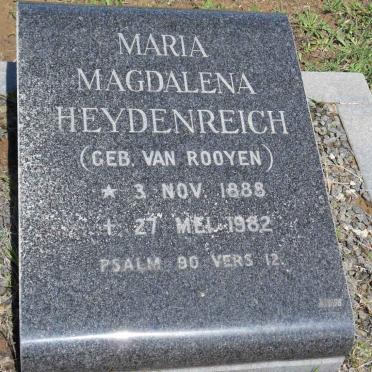 MARIA
MAGDALENA
HEYDENREICH
(GEB. VAN ROOYEN)
* 3 NOV. 1888
+ 27 MEI. 1982
PSALM 90 VERS 12.